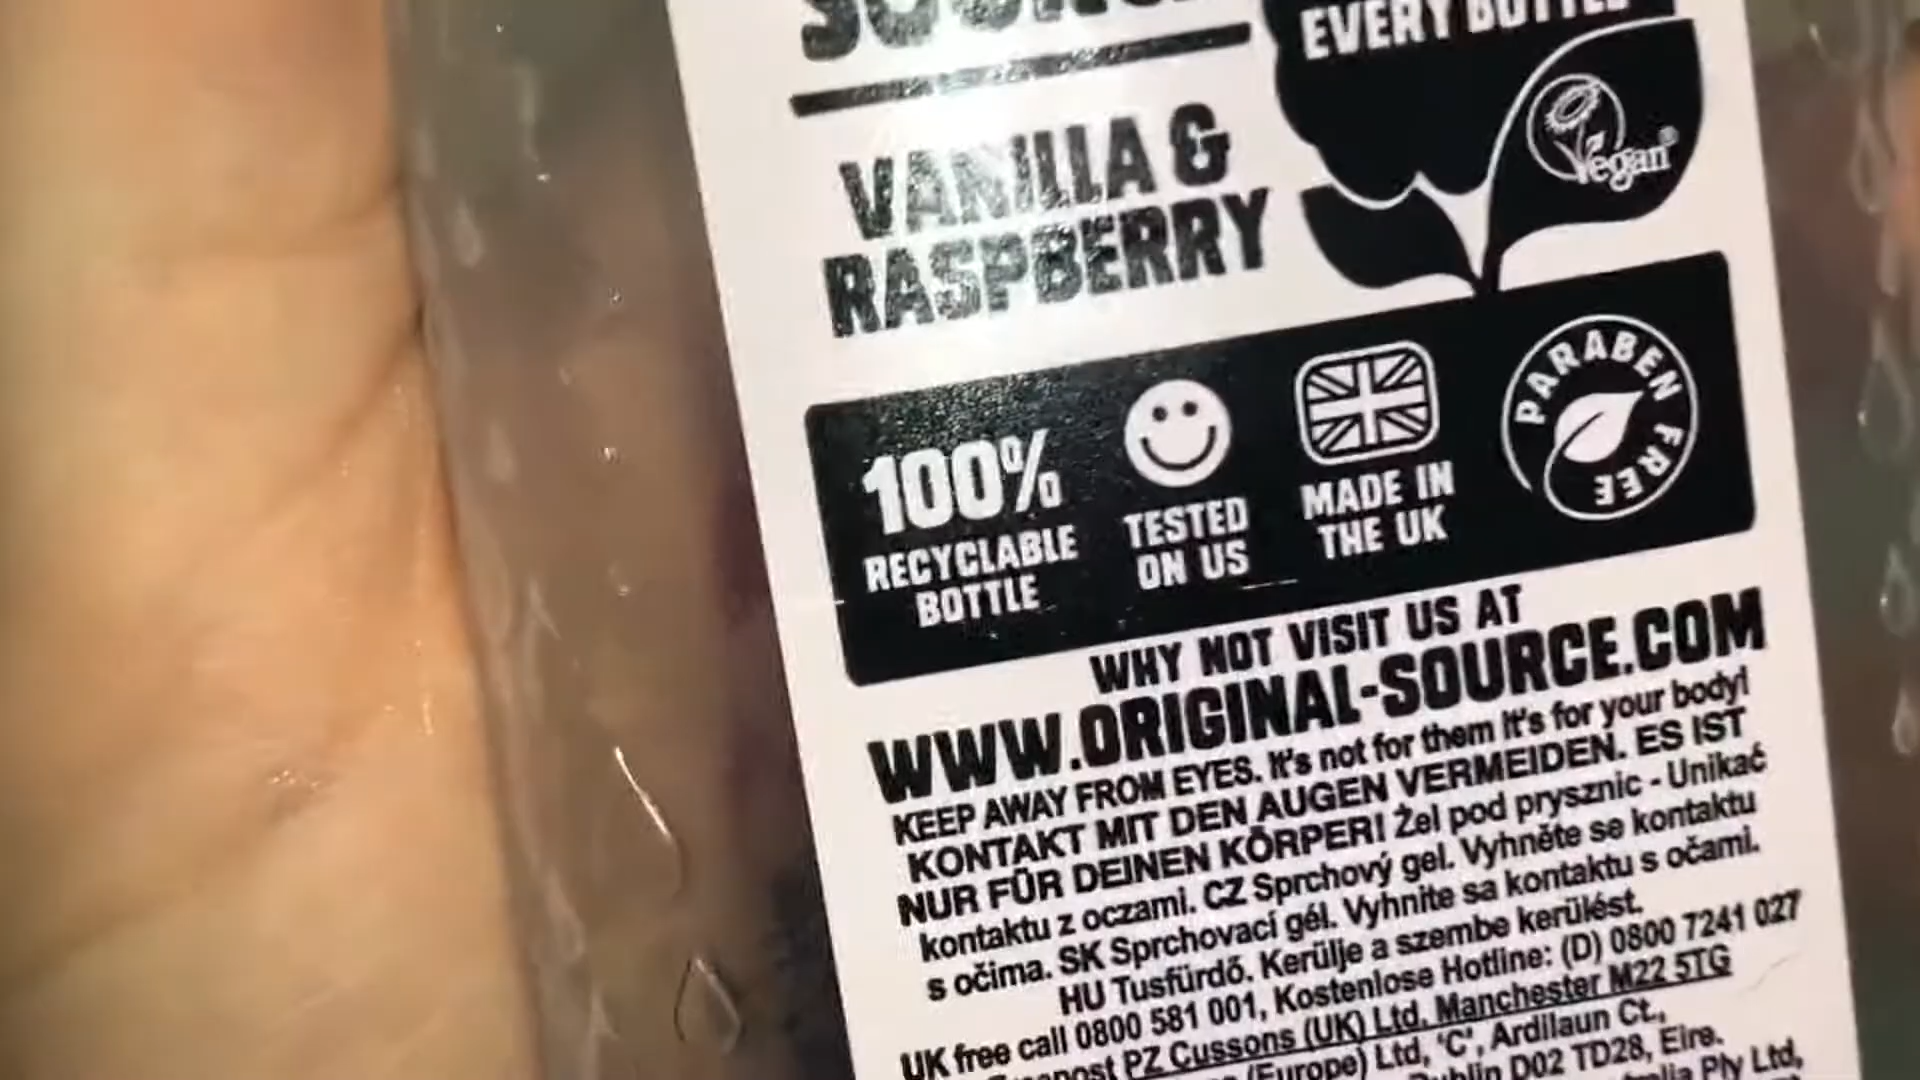 EVERY BOTTLE
VANILLA &
RASPBERRY
Vegan®
100%
RECYCLABLE
BOTTLE
TESTED
ON US
MADE IN
THE UK
PARABEN FREE
WHY NOT VISIT US AT
WWW.ORIGINAL-SOURCE.COM
KEEP AWAY FROM EYES. It's not for them it's for your body!
KONTAKT MIT DEN AUGEN VERMEIDEN. ES IST
NUR FÜR DEINEN KÖRPER! Żel pod prysznic - Unikać
kontaktu z oczami. CZ Sprchový gel. Vyhněte se kontaktu
s očima. SK Sprchovací gél. Vyhnite sa kontaktu s očami.
HU Tusfürdő. Kerülje a szembe kerülést.
UK free call 0800 581 001, Kostenlose Hotline: (D) 0800 7241 027
PZ Cussons (UK) Ltd, Manchester M22 5TG
(Europe) Ltd, 'C', Ardilaun Ct.,
Dublin D02 TD28, Eire.
Pty Ltd,